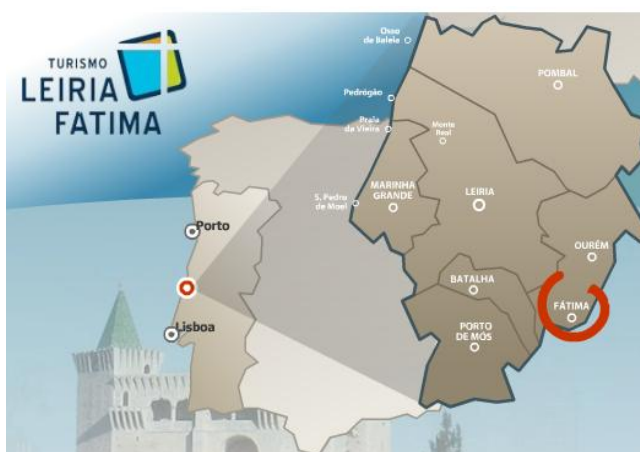 TURISMO
LEIRIA
FATIMA
Osso
da Baleia
POMBAL
Pedrógão
Praia
da Vieira
Monte
Real
S. Pedro
de Moel
MARINHA
GRANDE
LEIRIA
Porto
OURÉM
BATALHA
FÁTIMA
Lisboa
PORTO
DE MÓS